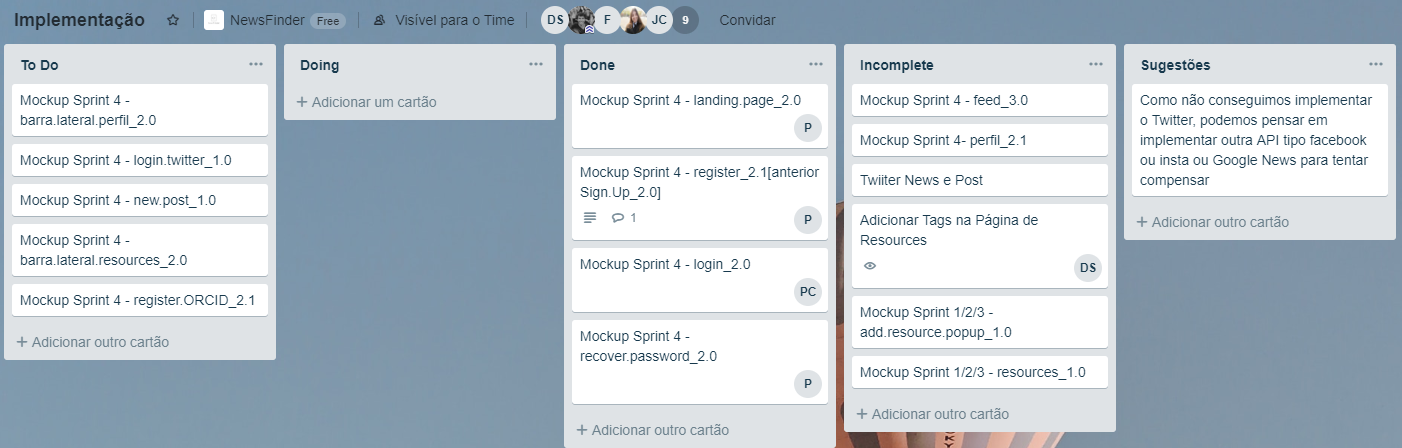 Implementação
NewsFinder Free
Visível para o Time
DS
F
JC
9
Convidar
To Do
Mockup Sprint 4 -
barra.lateral.perfil_2.0
Mockup Sprint 4 - login.twitter_1.0
Mockup Sprint 4 - new.post_1.0
Mockup Sprint 4 -
barra.lateral.resources_2.0
Mockup Sprint 4 - register.ORCID_2.1
+ Adicionar outro cartão
Doing
+ Adicionar um cartão
Done
Mockup Sprint 4 - landing.page_2.0
P
Mockup Sprint 4 - register_2.1[anterior
Sign.Up_2.0]
1
P
Mockup Sprint 4 - login_2.0
PC
Mockup Sprint 4 -
recover.password_2.0
P
+ Adicionar outro cartão
Incomplete
Mockup Sprint 4 - feed_3.0
Mockup Sprint 4- perfil_2.1
Twiiter News e Post
Adicionar Tags na Página de
Resources
DS
Mockup Sprint 1/2/3 -
add.resource.popup_1.0
Mockup Sprint 1/2/3 - resources_1.0
+ Adicionar outro cartão
Sugestões
Como não conseguimos implementar
o Twitter, podemos pensar em
implementar outra API tipo facebook
ou insta ou Google News para tentar
compensar
+ Adicionar outro cartão